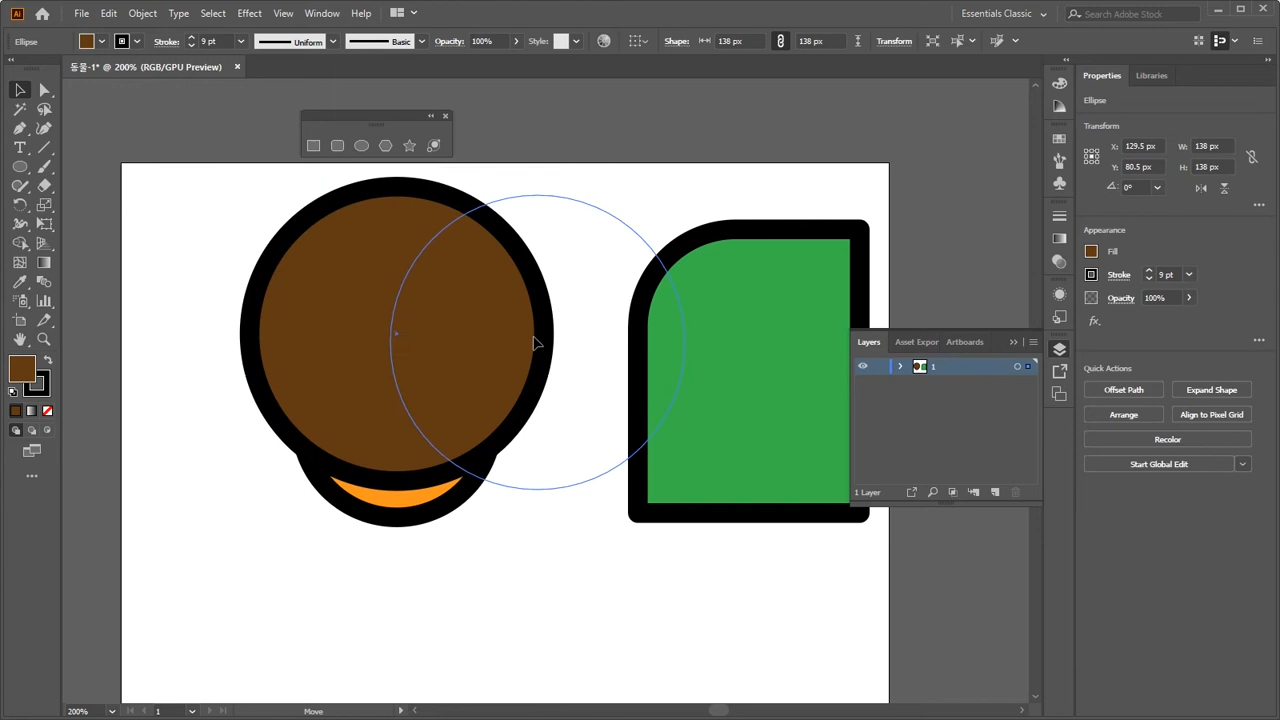 Ai File Edit Object Type Select Effect View Window Help Essentials Classic Search Adobe Stock
Ellipse Stroke: 9 pt Uniform Basic Opacity: 100% Style: Shape: 138 px 138 px Transform
동물-1* @ 200% (RGB/GPU Preview)
Properties Libraries
Ellipse
Transform
X: 129.5 px W: 138 px
Y: 80.5 px H: 138 px
0°
Appearance
Fill
Stroke 9 pt
Opacity 100%
fx.
Quick Actions
Offset Path Expand Shape
Arrange Align to Pixel Grid
Recolor
Start Global Edit
Layers Asset Expor Artboards
1
1 Layer
200% 1 Move